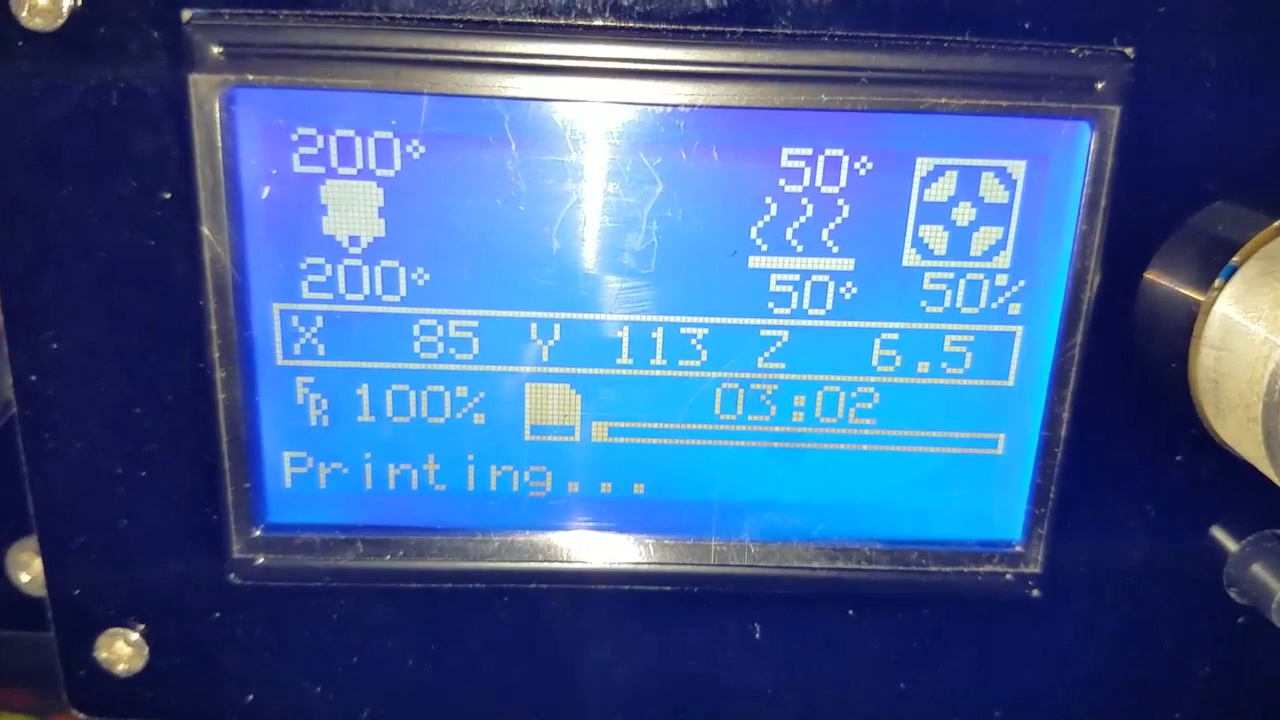 200° 50°
200° 50° 50%
X 85 Y 113 Z 6.5
FR 100% 03:02
Printing...